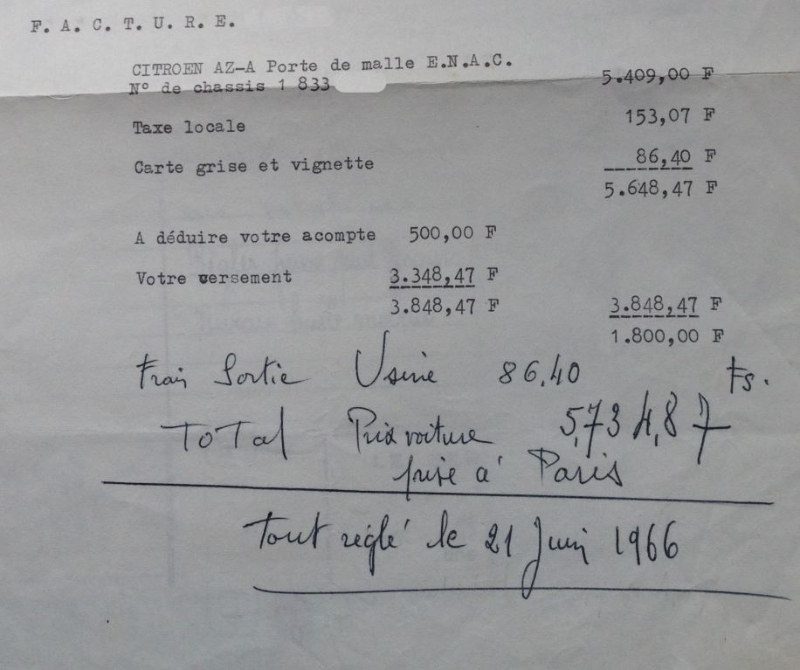 F. A. C. T. U. R. E.
CITROEN AZ-A Porte de malle E.N.A.C. 5.409,00 F
N° de chassis 1 833
Taxe locale 153,07 F
Carte grise et vignette 86,40 F
5.648,47 F
A déduire votre acompte 500,00 F
Votre versement 3.348,47 F
3.848,47 F 3.848,47 F
1.800,00 F
Frais Sortie Usine 86,40 Fs.
TOTAL Prix voiture 5,734,87
prise à Paris
tout réglé le 21 Juin 1966